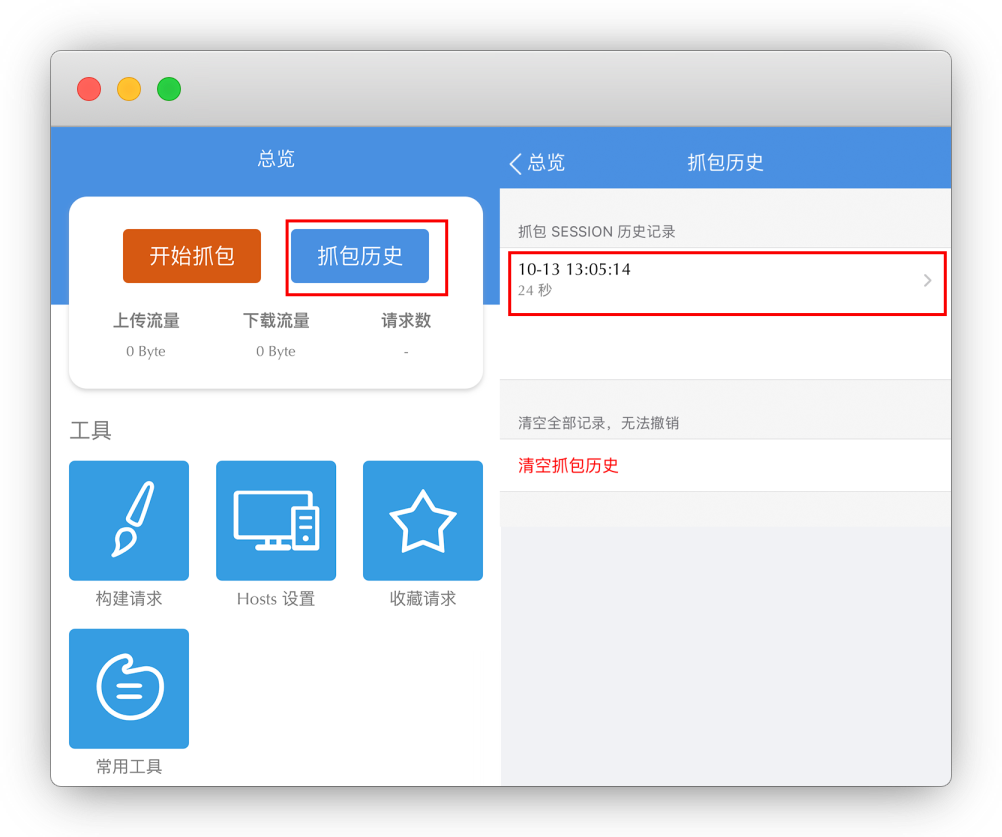 总览
开始抓包
抓包历史
上传流量
下载流量
请求数
0 Byte
0 Byte
-
工具
构建请求
Hosts 设置
收藏请求
常用工具
总览
抓包历史
抓包 SESSION 历史记录
10-13 13:05:14
24 秒
清空全部记录，无法撤销
清空抓包历史